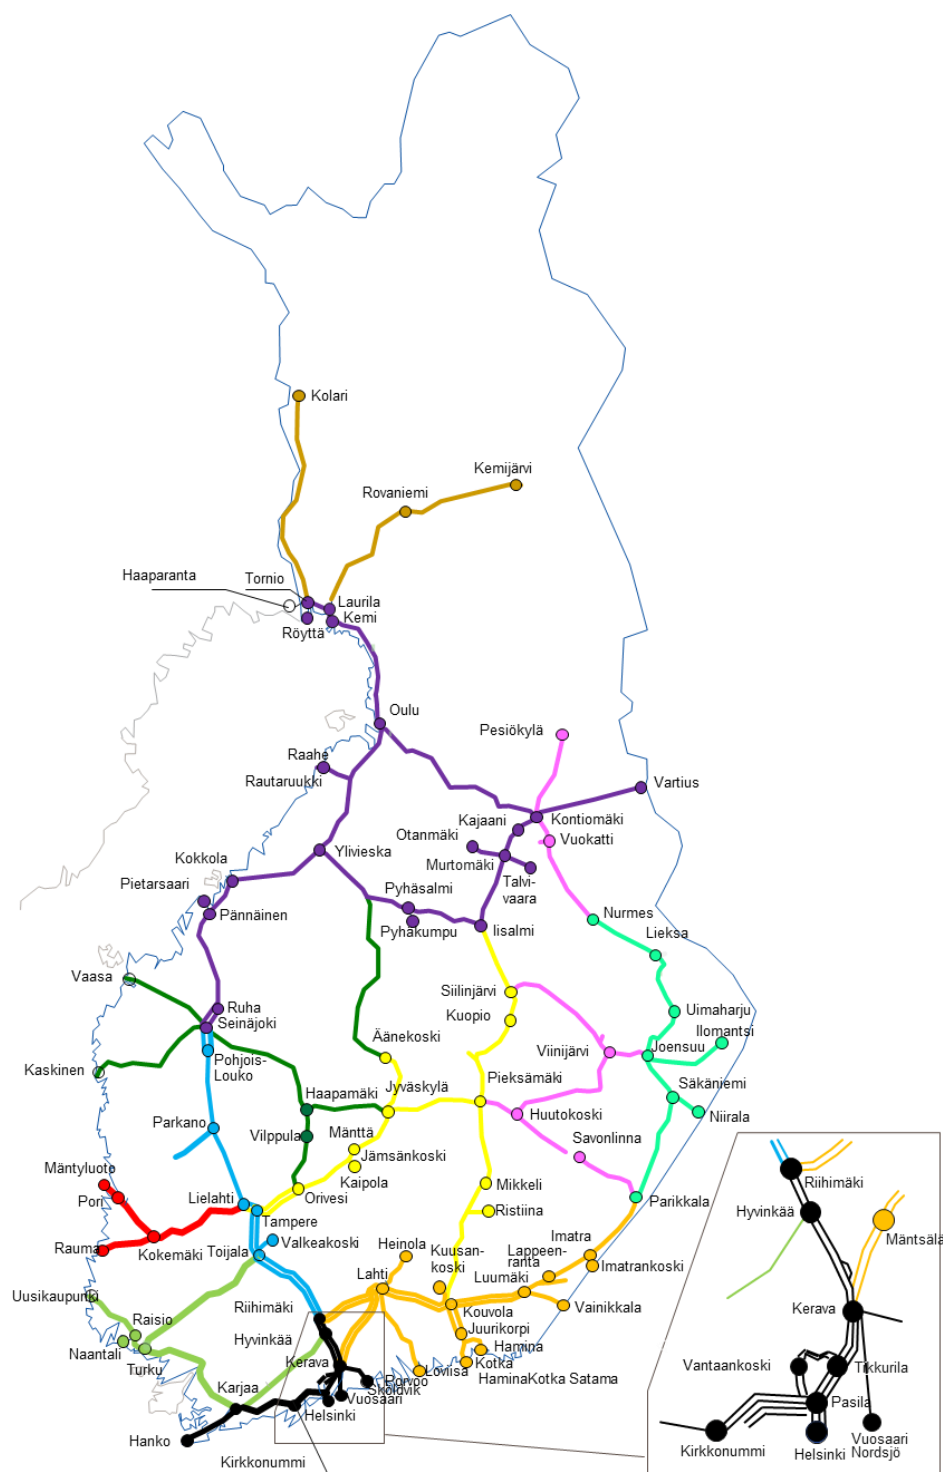 Kolari
Kemijärvi
Rovaniemi
Haaparanta
Tornio
Laurila
Kemi
Röyttä
Oulu
Pesiökylä
Raahe
Rautaruukki
Vartius
Kajaani
Kontiomäki
Otanmäki
Vuokatti
Ylivieska
Murtomäki
Kokkola
Talvi-
vaara
Pietarsaari
Pyhäsalmi
Pännäinen
Pyhäkumpu
Iisalmi
Nurmes
Lieksa
Vaasa
Siilinjärvi
Kuopio
Ruha
Seinäjoki
Uimaharju
Ilomantsi
Äänekoski
Viinijärvi
Joensuu
Pohjois-
Louko
Kaskinen
Haapamäki
Jyväskylä
Pieksämäki
Säkäniemi
Huutokoski
Niirala
Parkano
Vilppula
Mänttä
Jämsänkoski
Savonlinna
Mäntyluoto
Kaipola
Mikkeli
Pori
Lielahti
Orivesi
Parikkala
Tampere
Ristiina
Rauma
Kokemäki
Toijala
Valkeakoski
Heinola
Kuusan-
koski
Lappeen-
ranta
Imatra
Imatrankoski
Lahti
Luumäki
Uusikaupunki
Kouvola
Vainikkala
Raisio
Riihimäki
Juurikorpi
Hyvinkää
Hamina
Naantali
Turku
Kerava
Loviisa
Kotka
HaminaKotka Satama
Porvoo
Sköldvik
Karjaa
Vuosaari
Helsinki
Hanko
Kirkkonummi
Riihimäki
Hyvinkää
Mäntsälä
Kerava
Vantaankoski
Tikkurila
Pasila
Kirkkonummi
Helsinki
Vuosaari
Nordsjö